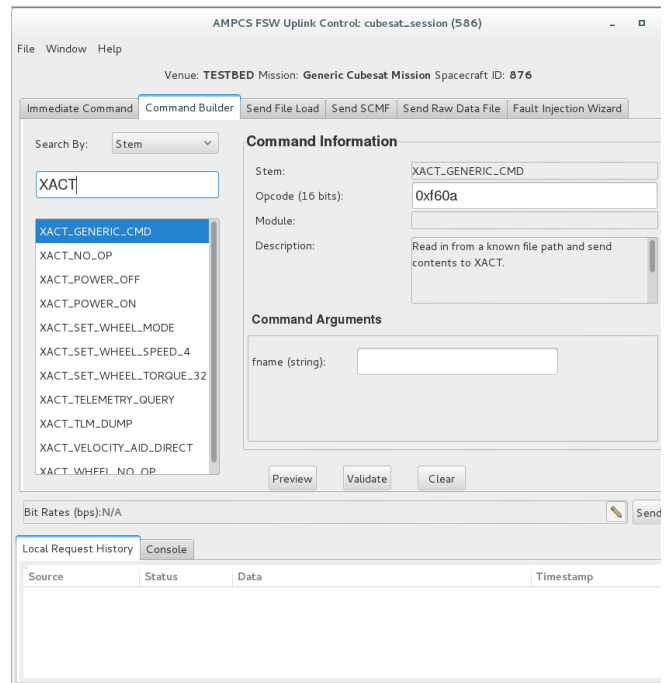 AMPCS FSW Uplink Control: cubesat_session (586)
File Window Help
Venue: TESTBED Mission: Generic Cubesat Mission Spacecraft ID: 876
Immediate Command Command Builder Send File Load Send SCMF Send Raw Data File Fault Injection Wizard
Search By: Stem
XACT
XACT_GENERIC_CMD
XACT_NO_OP
XACT_POWER_OFF
XACT_POWER_ON
XACT_SET_WHEEL_MODE
XACT_SET_WHEEL_SPEED_4
XACT_SET_WHEEL_TORQUE_32
XACT_TELEMETRY_QUERY
XACT_TLM_DUMP
XACT_VELOCITY_AID_DIRECT
XACT_WHEEL_NO_OP
Command Information
Stem: XACT_GENERIC_CMD
Opcode (16 bits): 0xf60a
Module:
Description: Read in from a known file path and send
contents to XACT.
Command Arguments
fname (string):
Preview Validate Clear
Bit Rates (bps):N/A Send
Local Request History Console
Source Status Data Timestamp